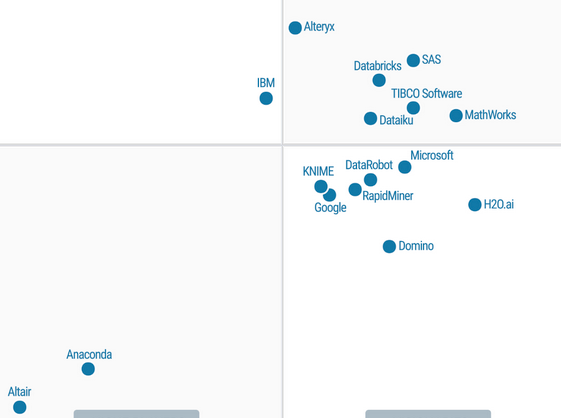 Alteryx
SAS
Databricks
IBM
TIBCO Software
MathWorks
Dataiku
Microsoft
DataRobot
KNIME
RapidMiner
Google
H2O.ai
Domino
Anaconda
Altair